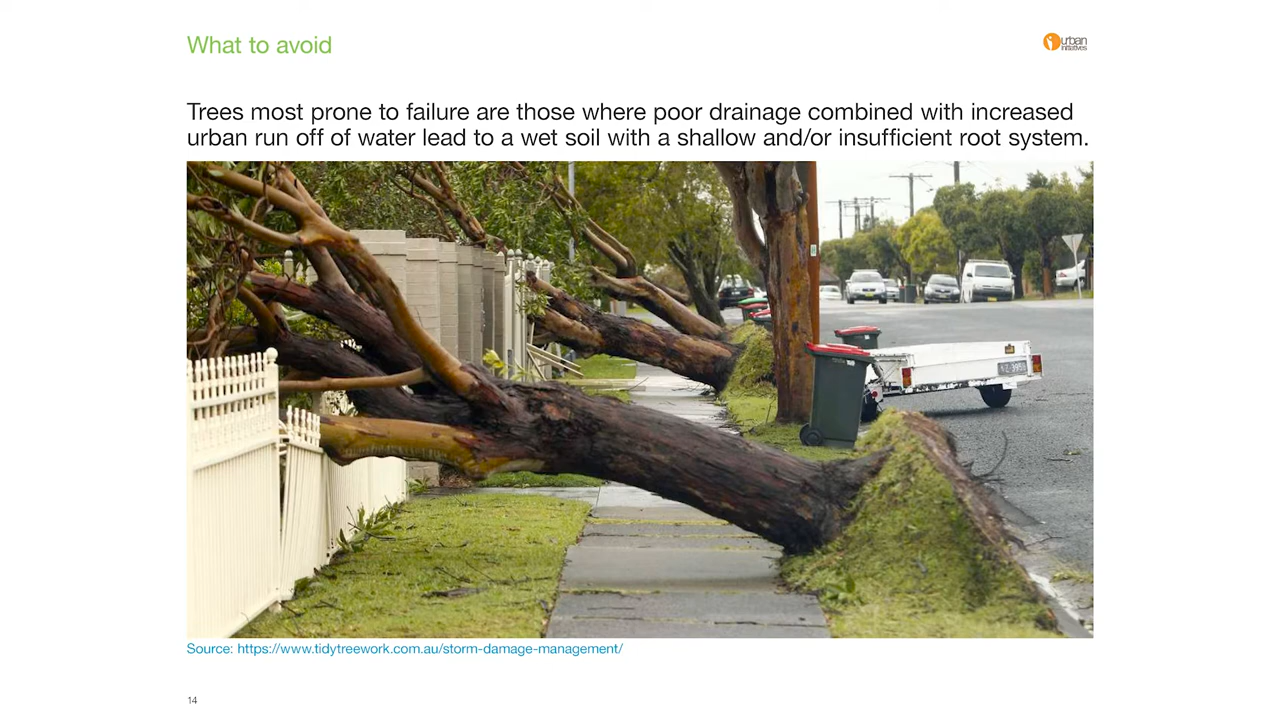 What to avoid
urban
initiatives
Trees most prone to failure are those where poor drainage combined with increased
urban run off of water lead to a wet soil with a shallow and/or insufficient root system.
Source: https://www.tidytreework.com.au/storm-damage-management/
14